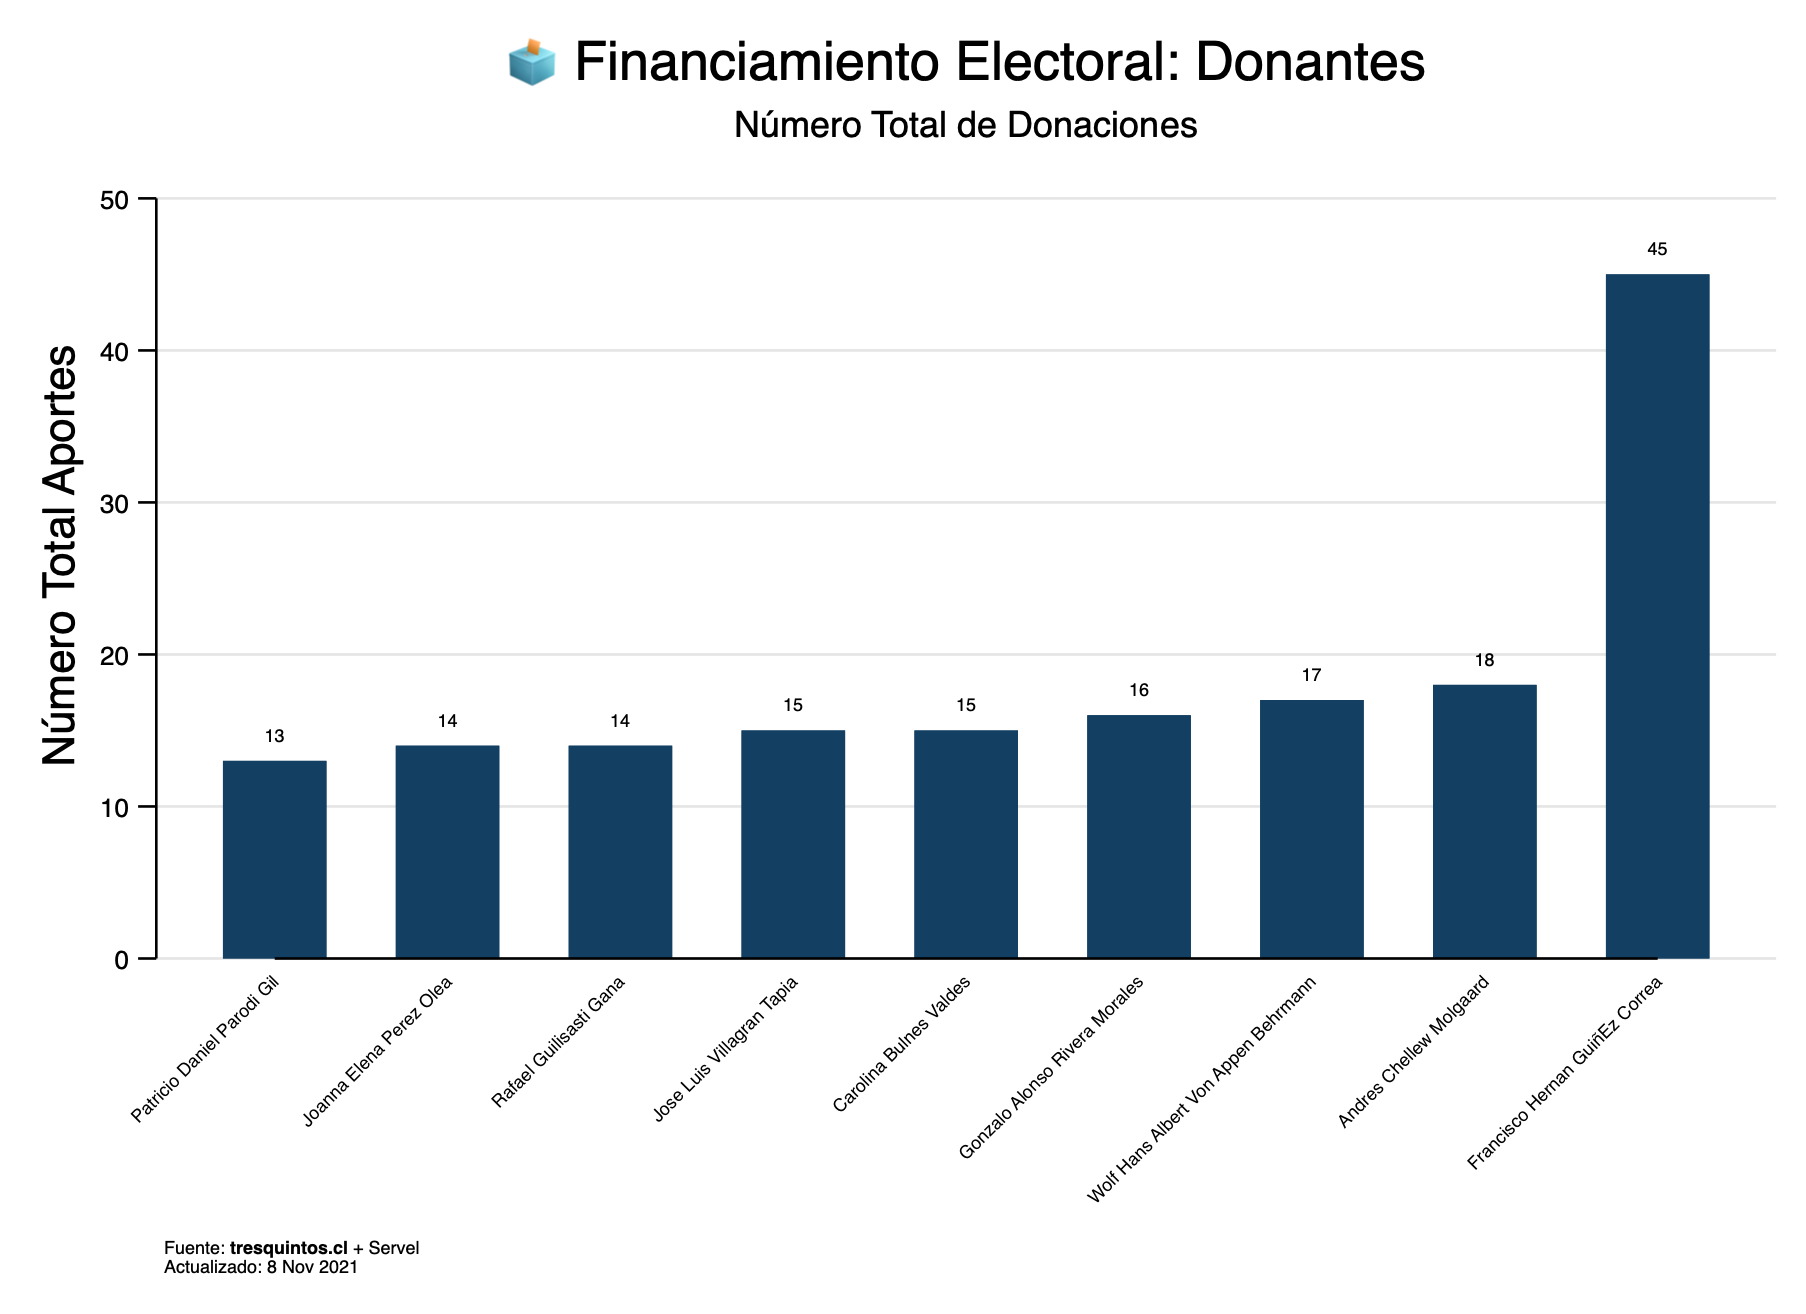 Financiamiento Electoral: Donantes
Número Total de Donaciones
Número Total Aportes
50
40
30
20
10
0
13
14
14
15
15
16
17
18
45
Patricio Daniel Parodi Gil
Joanna Elena Perez Olea
Rafael Guilisasti Gana
Jose Luis Villagran Tapia
Carolina Bulnes Valdes
Gonzalo Alonso Rivera Morales
Wolf Hans Albert Von Appen Behrmann
Andres Chellew Molgaard
Francisco Hernan GuiñEz Correa
Fuente: tresquintos.cl + Servel
Actualizado: 8 Nov 2021